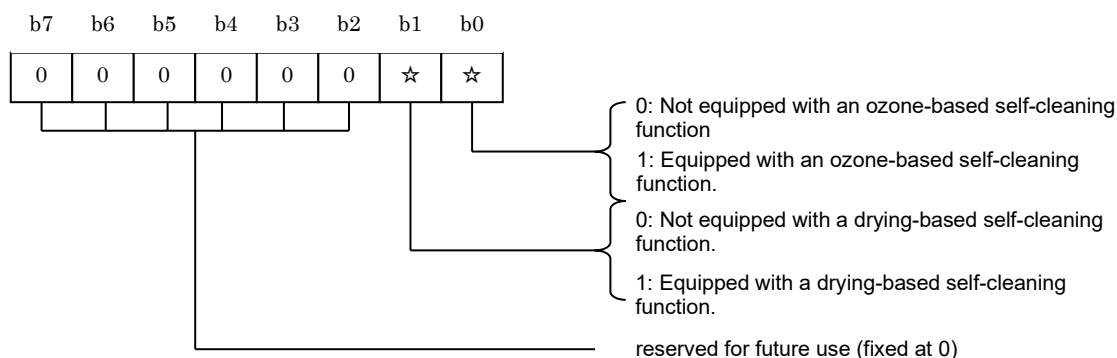 b7 b6 b5 b4 b3 b2 b1 b0
0 0 0 0 0 0 ☆ ☆
0: Not equipped with an ozone-based self-cleaning
function
1: Equipped with an ozone-based self-cleaning
function.
0: Not equipped with a drying-based self-cleaning
function.
1: Equipped with a drying-based self-cleaning
function.
reserved for future use (fixed at 0)